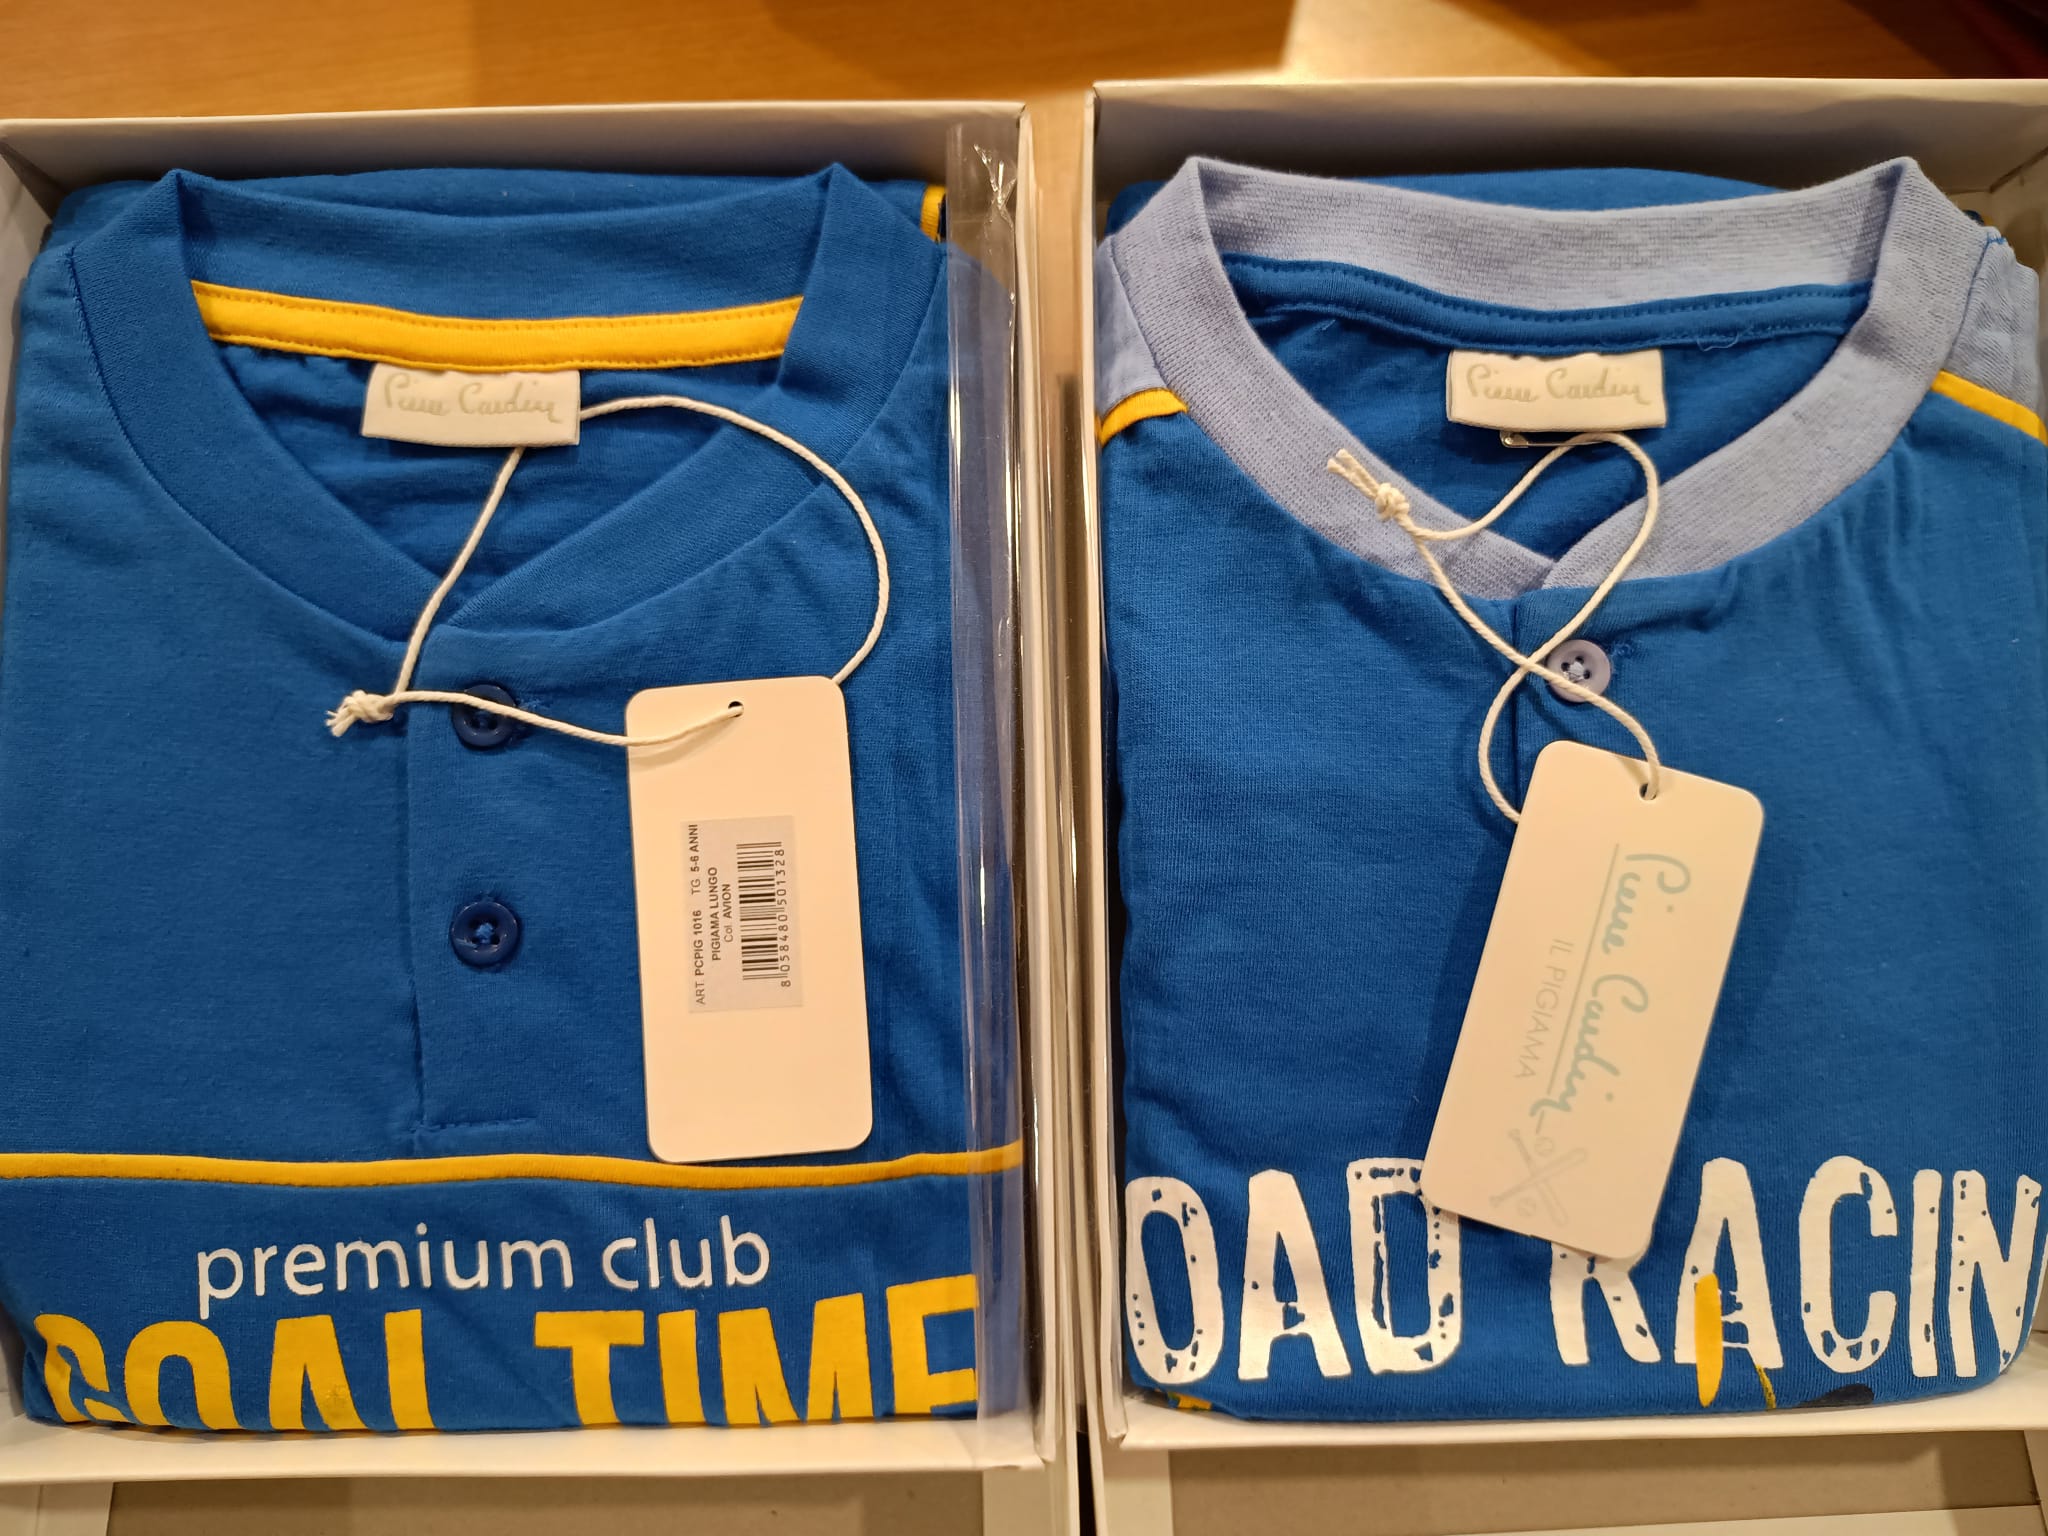 Pierre Cardin
ART. PCPIG 1016 TG. 5-6 ANNI
PIGIAMA LUNGO
Col. AVION
8058480501328
premium club
GOAL TIME
Pierre Cardin
Pierre Cardin
IL PIGIAMA
OAD RACIN